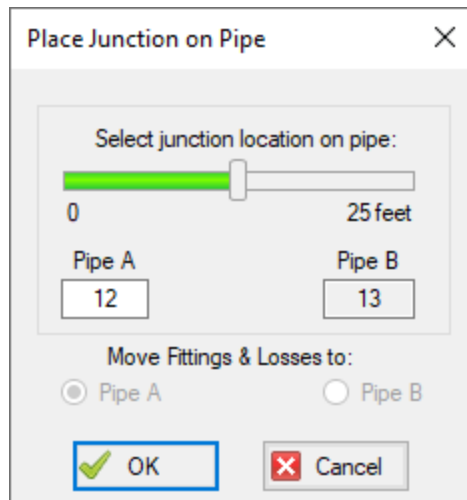 Place Junction on Pipe
Select junction location on pipe:
0 25 feet
Pipe A Pipe B
12 13
Move Fittings & Losses to:
Pipe A Pipe B
OK Cancel